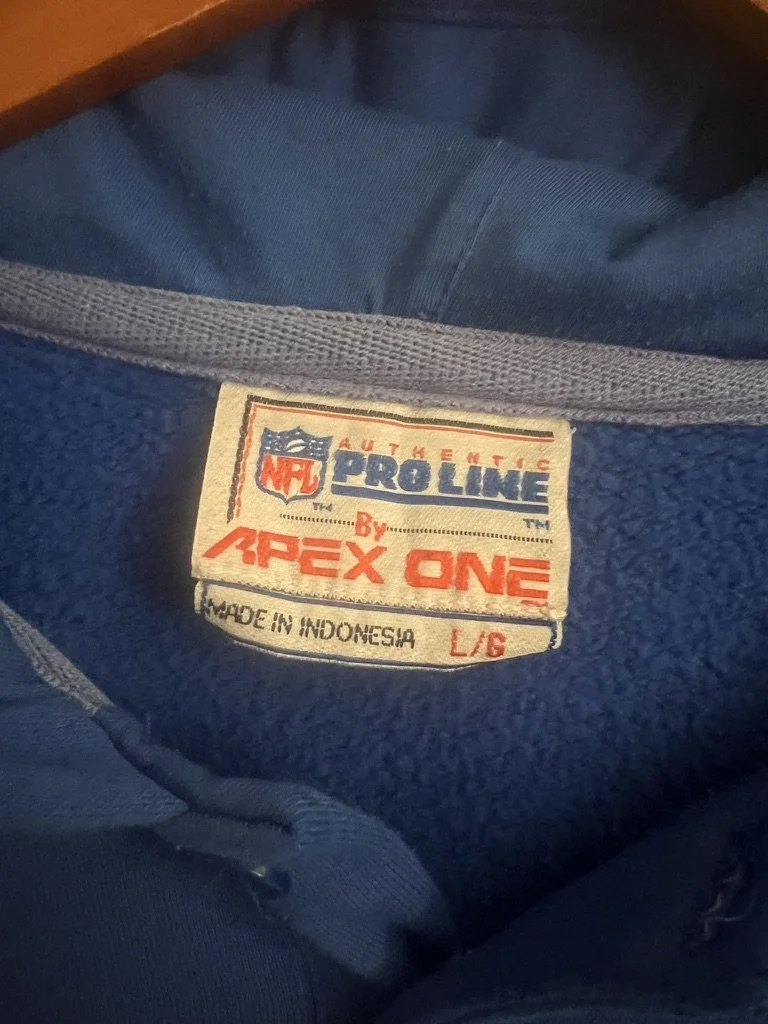 AUTHENTIC
NFL PRO LINE
TM TM
By
APEX ONE
MADE IN INDONESIA L/G